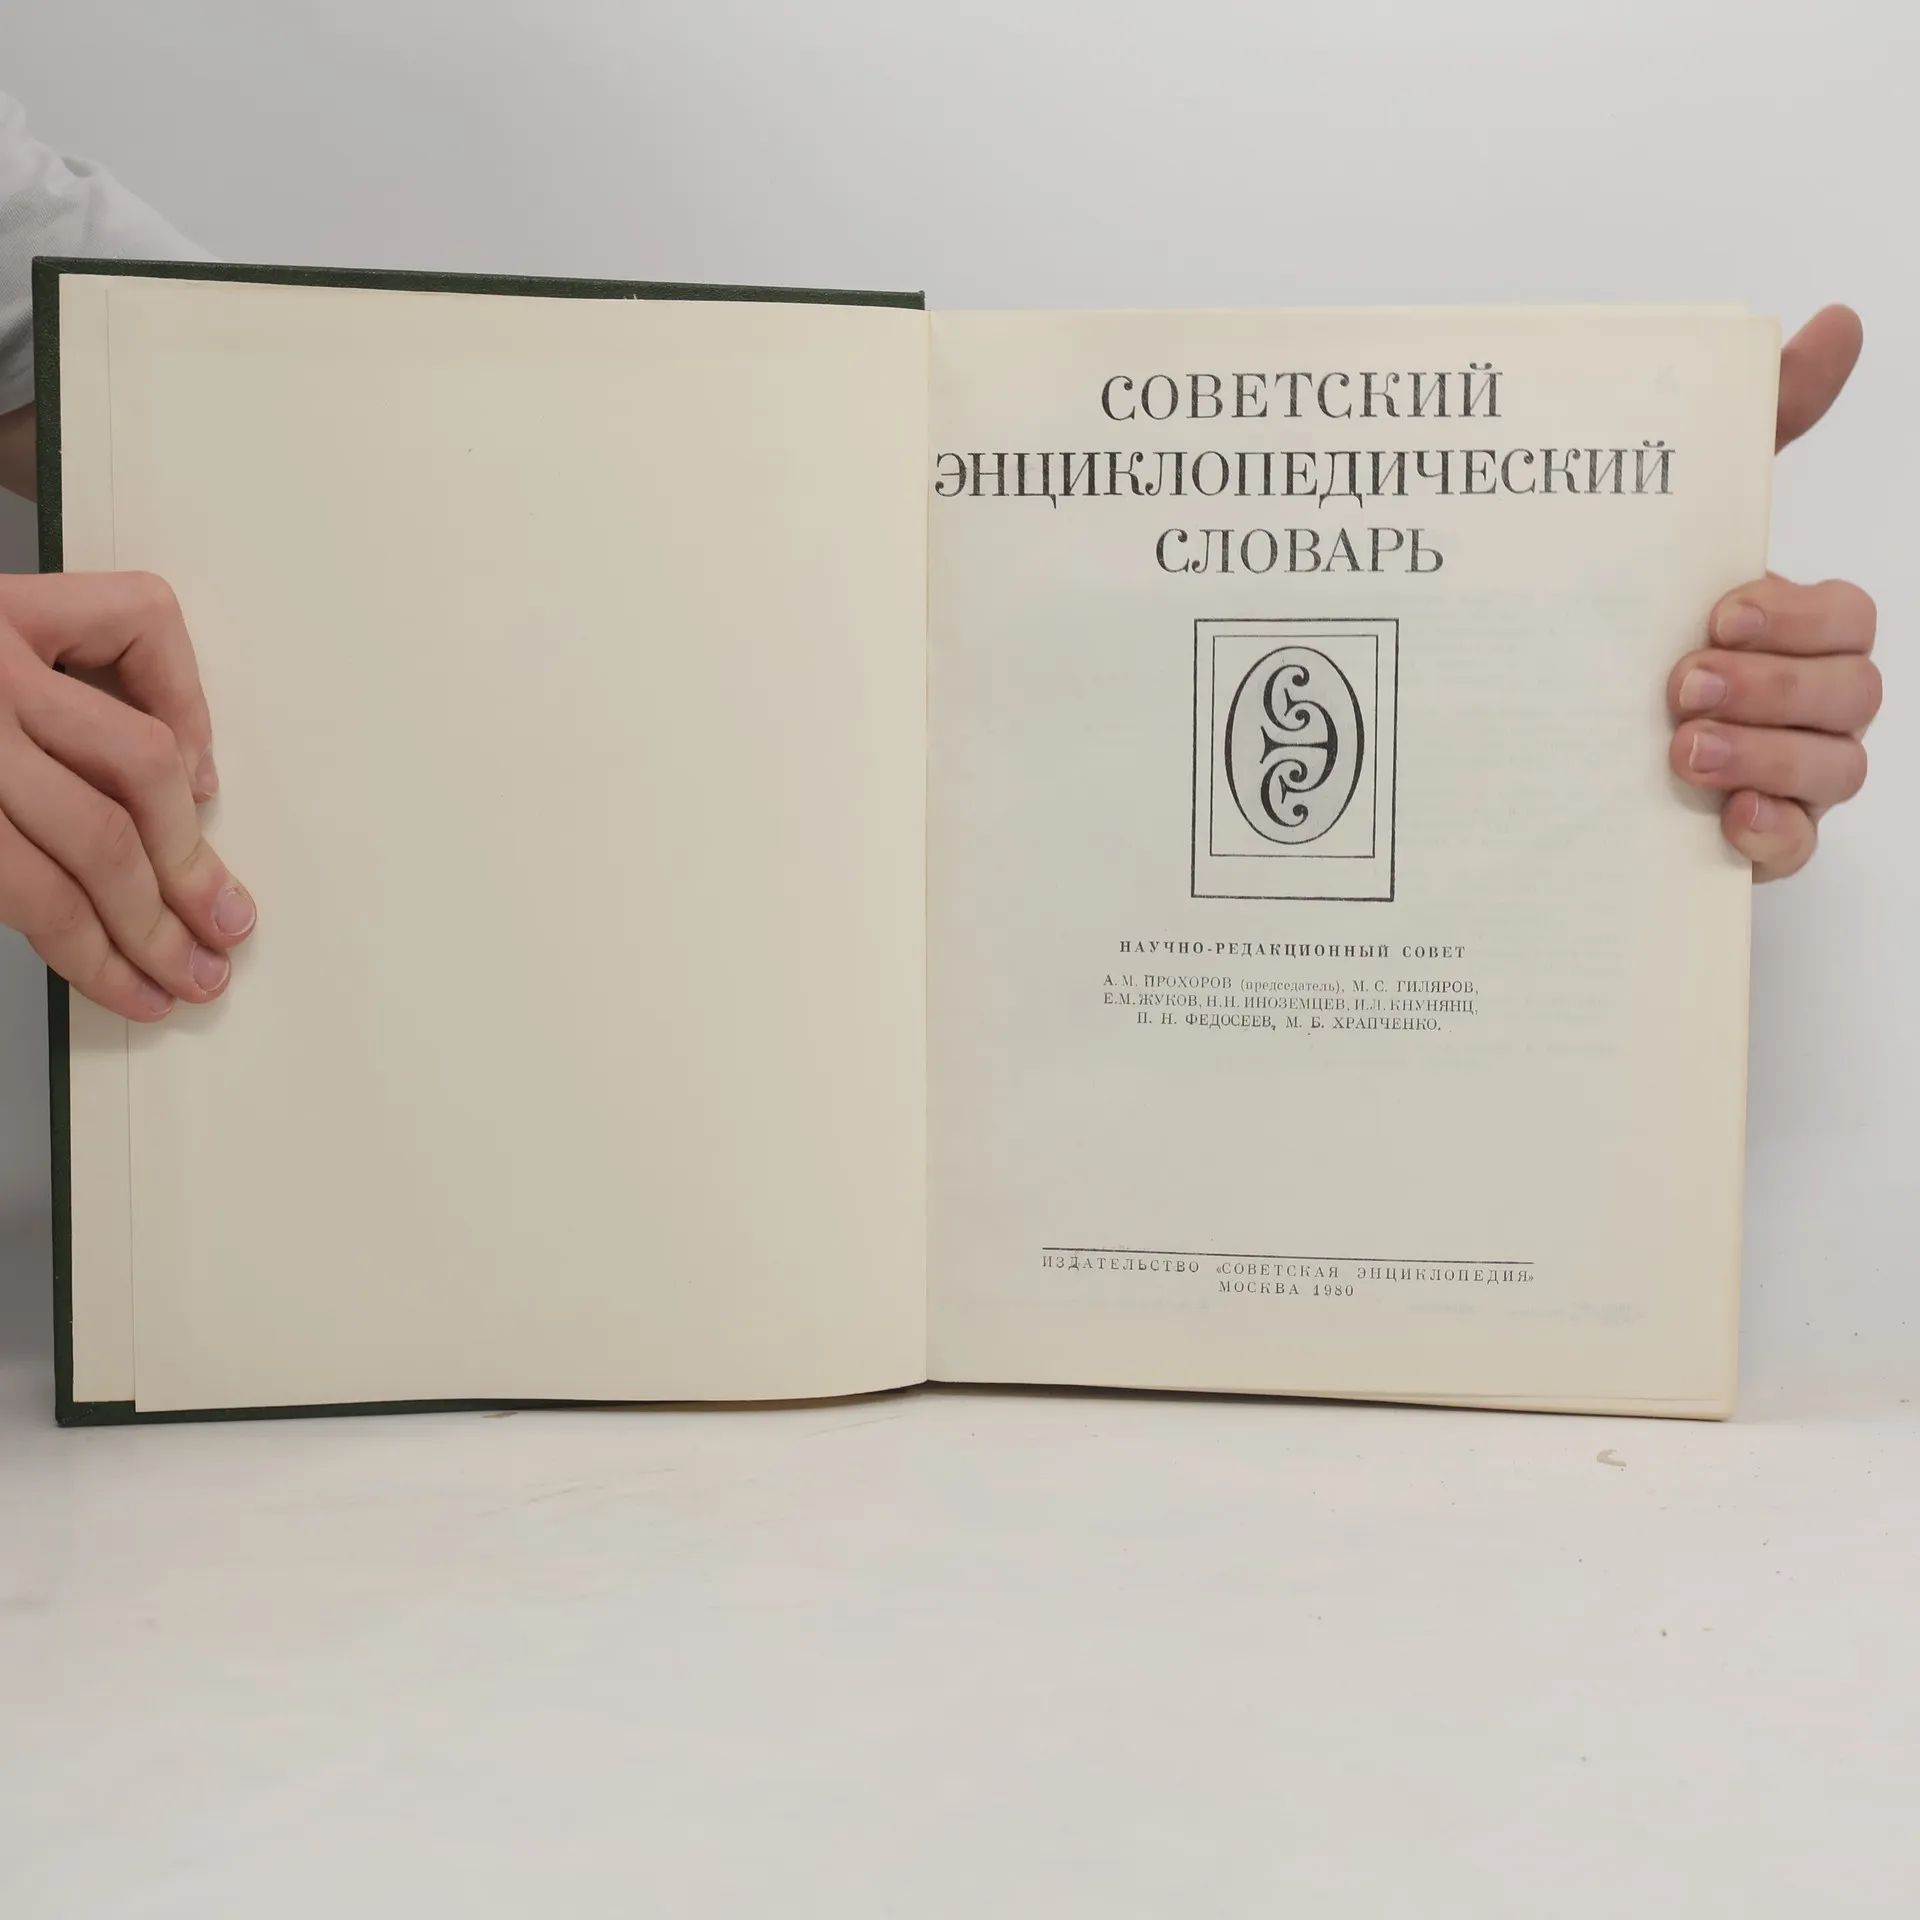 СОВЕТСКИЙ
ЭНЦИКЛОПЕДИЧЕСКИЙ
СЛОВАРЬ
СЭС
НАУЧНО-РЕДАКЦИОННЫЙ СОВЕТ
А. М. ПРОХОРОВ (председатель), М. С. ГИЛЯРОВ,
Е.М. ЖУКОВ, Н.Н. ИНОЗЕМЦЕВ, И.Л. КНУНЯНЦ,
П. Н. ФЕДОСЕЕВ, М. Б. ХРАПЧЕНКО.
ИЗДАТЕЛЬСТВО «СОВЕТСКАЯ ЭНЦИКЛОПЕДИЯ»
МОСКВА 1980